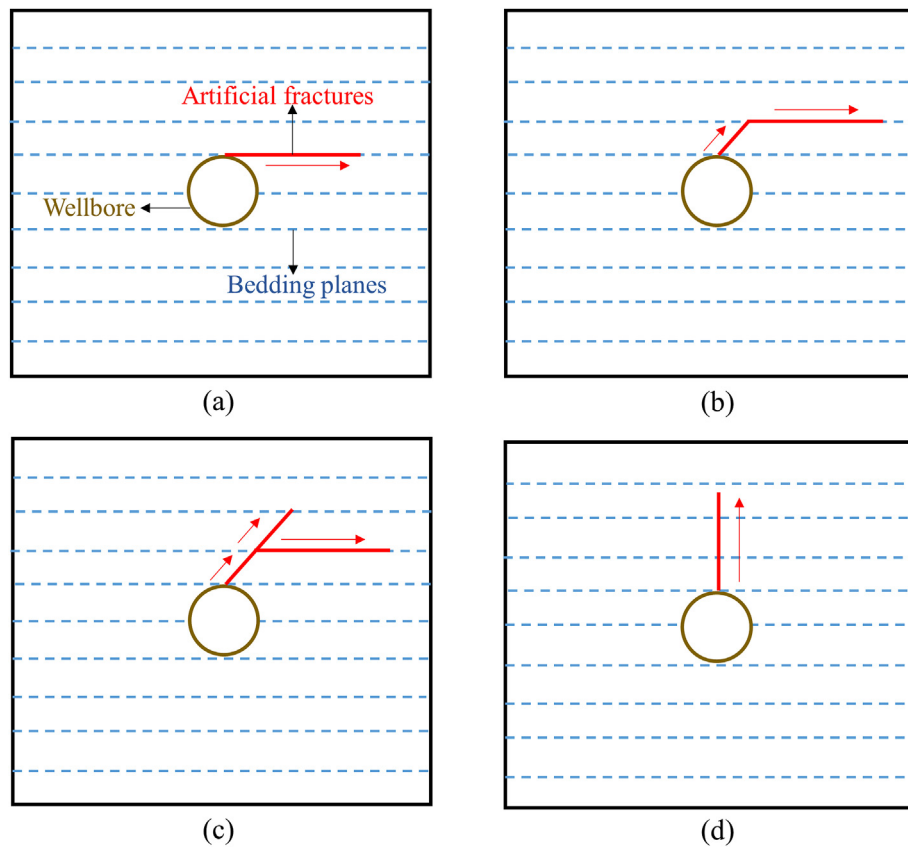 Artificial fractures
Wellbore
Bedding planes
(a)
(b)
(c)
(d)